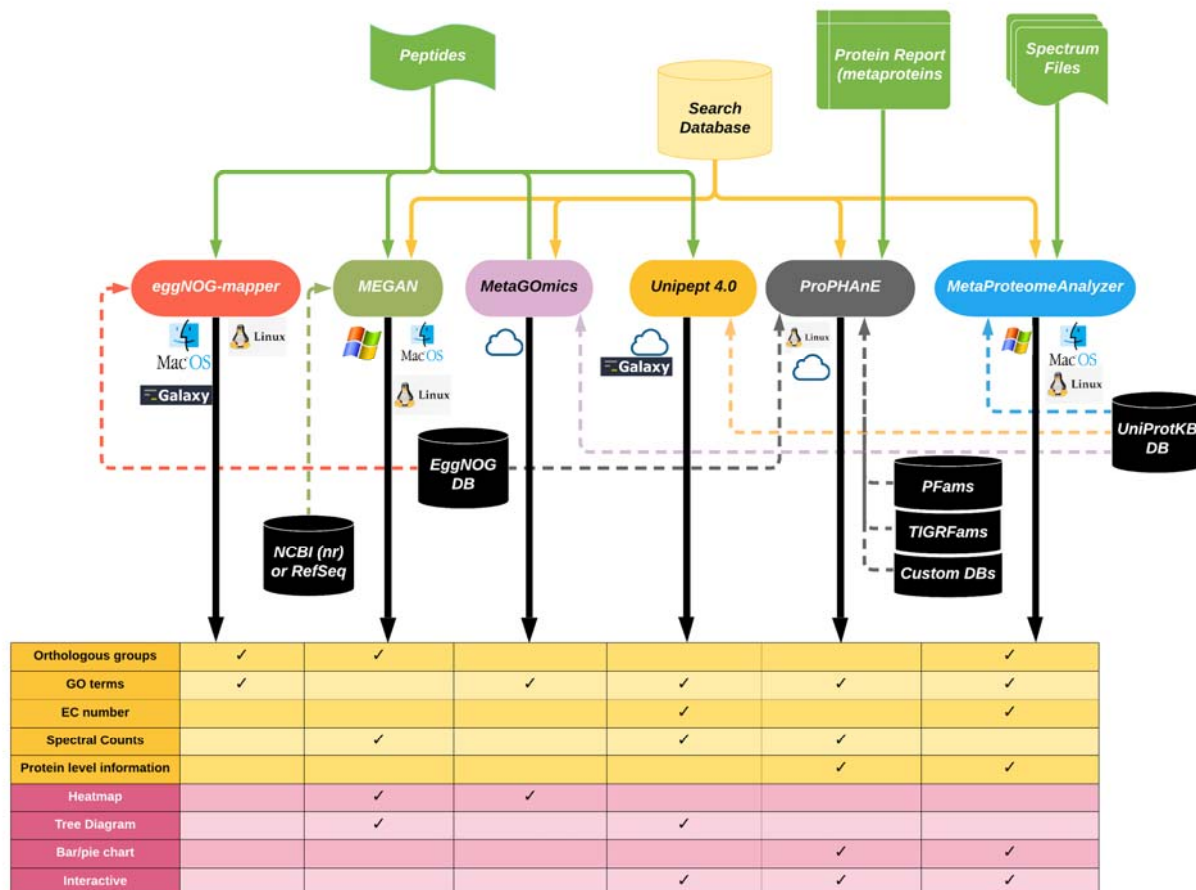 Peptides
Search
Database
Protein Report
(metaproteins
Spectrum
Files
eggNOG-mapper
MEGAN
MetaGOmics
Unipept 4.0
ProPHAnE
MetaProteomeAnalyzer
Mac OS
Linux
Galaxy
Mac OS
Linux
Galaxy
Linux
Mac OS
Linux
EggNOG
DB
NCBI (nr)
or RefSeq
UniProtKB
DB
PFams
TIGRFams
Custom DBs
Orthologous groups ✓ ✓ ✓
GO terms ✓ ✓ ✓ ✓ ✓
EC number ✓ ✓
Spectral Counts ✓ ✓ ✓
Protein level information ✓ ✓
Heatmap ✓ ✓
Tree Diagram ✓ ✓
Bar/pie chart ✓ ✓
Interactive ✓ ✓ ✓